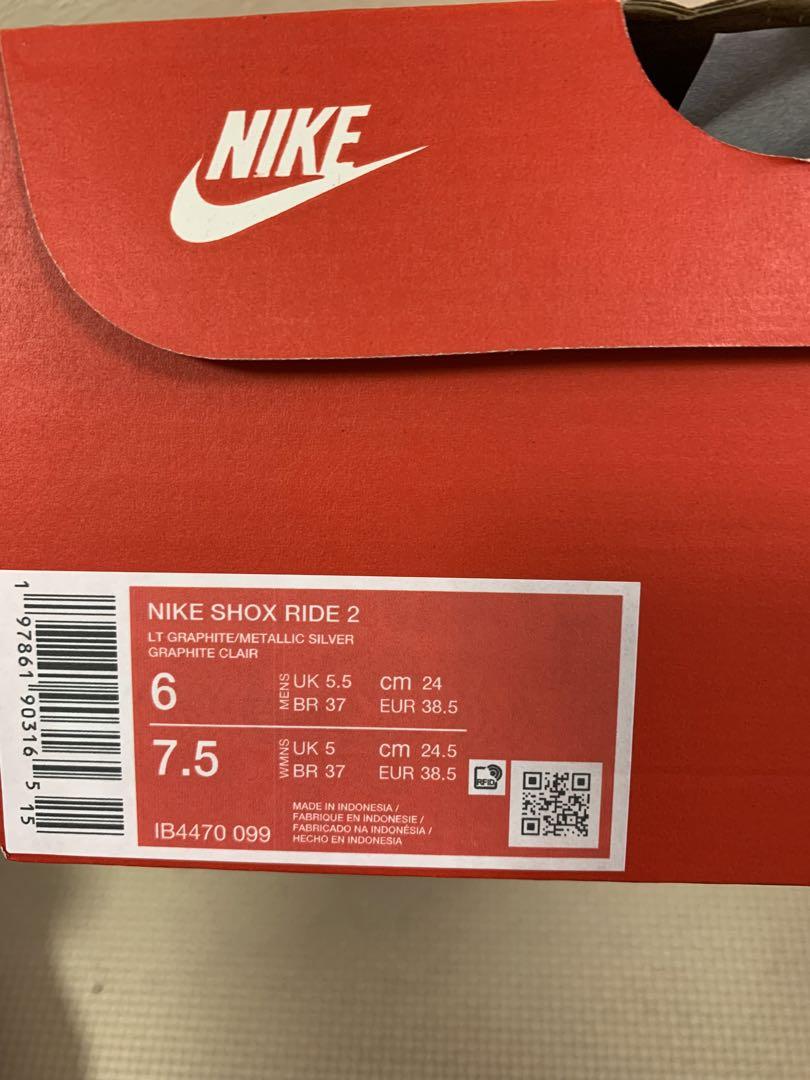 NIKE
NIKE SHOX RIDE 2
LT GRAPHITE/METALLIC SILVER
GRAPHITE CLAIR
6 MENS UK 5.5 cm 24
BR 37 EUR 38.5
7.5 WMNS UK 5 cm 24.5
BR 37 EUR 38.5
RFID
IB4470 099
MADE IN INDONESIA /
FABRIQUE EN INDONESIE /
FABRICADO NA INDONÉSIA /
HECHO EN INDONESIA
1 97861 90316 5 15